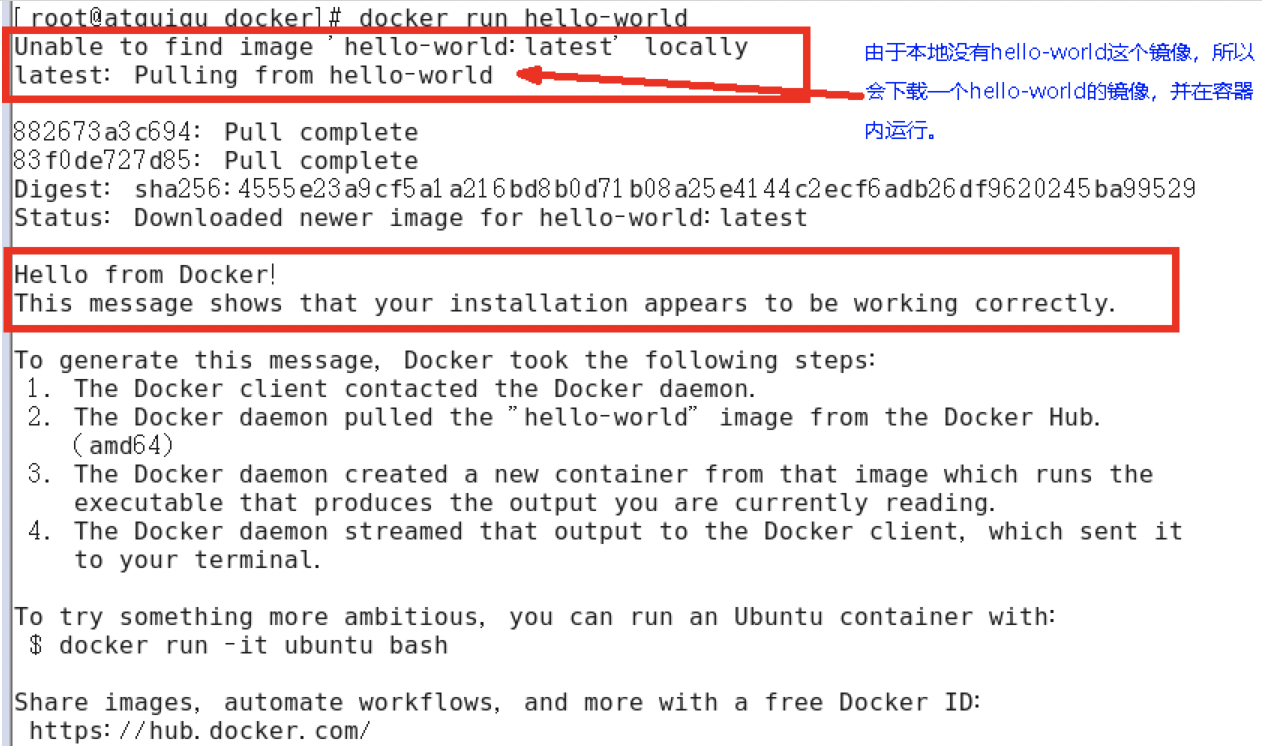 [root@atguigu docker]# docker run hello-world
Unable to find image 'hello-world:latest' locally
latest: Pulling from hello-world
由于本地没有hello-world这个镜像，所以
会下载一个hello-world的镜像，并在容器
内运行。
882673a3c694: Pull complete
83f0de727d85: Pull complete
Digest: sha256:4555e23a9cf5a1a216bd8b0d71b08a25e4144c2ecf6adb26df9620245ba99529
Status: Downloaded newer image for hello-world:latest
Hello from Docker!
This message shows that your installation appears to be working correctly.
To generate this message, Docker took the following steps:
1. The Docker client contacted the Docker daemon.
2. The Docker daemon pulled the "hello-world" image from the Docker Hub.
(amd64)
3. The Docker daemon created a new container from that image which runs the
executable that produces the output you are currently reading.
4. The Docker daemon streamed that output to the Docker client, which sent it
to your terminal.
To try something more ambitious, you can run an Ubuntu container with:
$ docker run -it ubuntu bash
Share images, automate workflows, and more with a free Docker ID:
https://hub.docker.com/